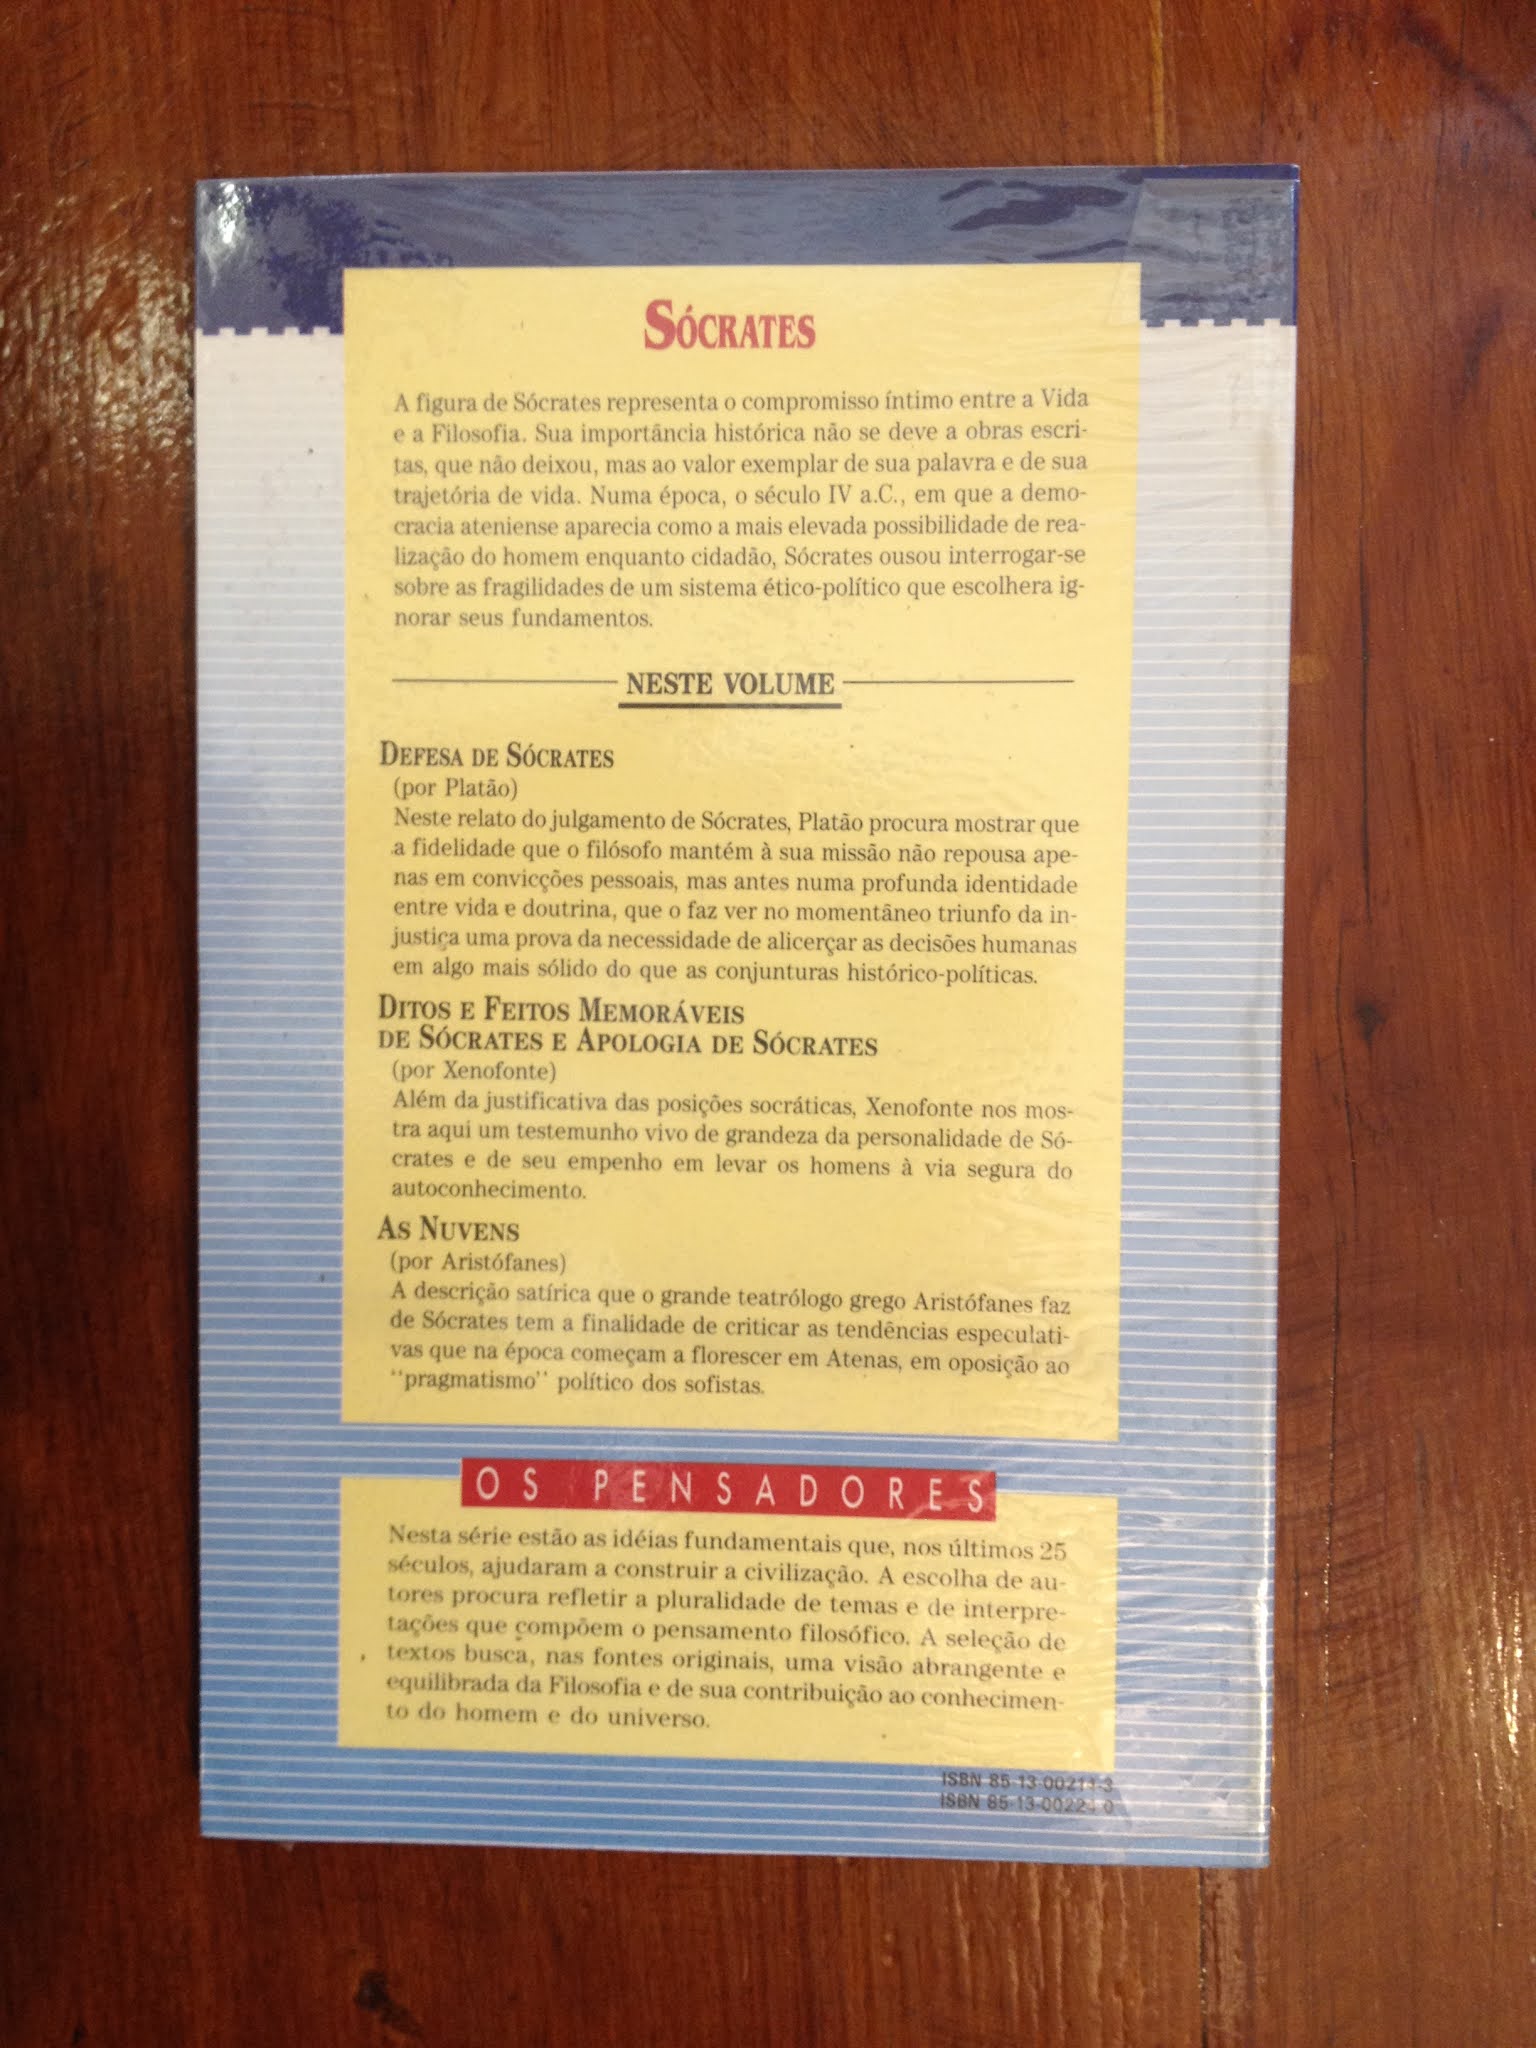 SÓCRATES
A figura de Sócrates representa o compromisso íntimo entre a Vida
e a Filosofia. Sua importância histórica não se deve a obras escri-
tas, que não deixou, mas ao valor exemplar de sua palavra e de sua
trajetória de vida. Numa época, o século IV a.C., em que a demo-
cracia ateniense aparecia como a mais elevada possibilidade de rea-
lização do homem enquanto cidadão, Sócrates ousou interrogar-se
sobre as fragilidades de um sistema ético-político que escolhera ig-
norar seus fundamentos.
NESTE VOLUME
DEFESA DE SÓCRATES
(por Platão)
Neste relato do julgamento de Sócrates, Platão procura mostrar que
a fidelidade que o filósofo mantém à sua missão não repousa ape-
nas em convicções pessoais, mas antes numa profunda identidade
entre vida e doutrina, que o faz ver no momentâneo triunfo da in-
justiça uma prova da necessidade de alicerçar as decisões humanas
em algo mais sólido do que as conjunturas histórico-políticas.
DITOS E FEITOS MEMORÁVEIS
DE SÓCRATES E APOLOGIA DE SÓCRATES
(por Xenofonte)
Além da justificativa das posições socráticas, Xenofonte nos mos-
tra aqui um testemunho vivo de grandeza da personalidade de Só-
crates e de seu empenho em levar os homens à via segura do
autoconhecimento.
AS NUVENS
(por Aristófanes)
A descrição satírica que o grande teatrólogo grego Aristófanes faz
de Sócrates tem a finalidade de criticar as tendências especulati-
vas que na época começam a florescer em Atenas, em oposição ao
"pragmatismo" político dos sofistas.
OS PENSADORES
Nesta série estão as idéias fundamentais que, nos últimos 25
séculos, ajudaram a construir a civilização. A escolha de au-
tores procura refletir a pluralidade de temas e de interpre-
tações que compõem o pensamento filosófico. A seleção de
textos busca, nas fontes originais, uma visão abrangente e
equilibrada da Filosofia e de sua contribuição ao conhecimen-
to do homem e do universo.
ISBN
ISBN